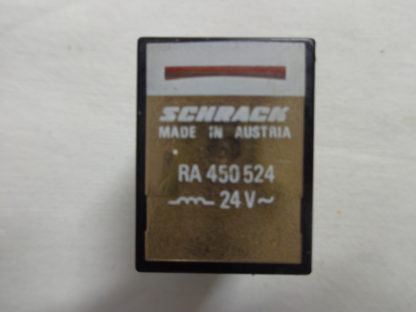 SCHRACK
MADE IN AUSTRIA
RA 450 524
24 V ~